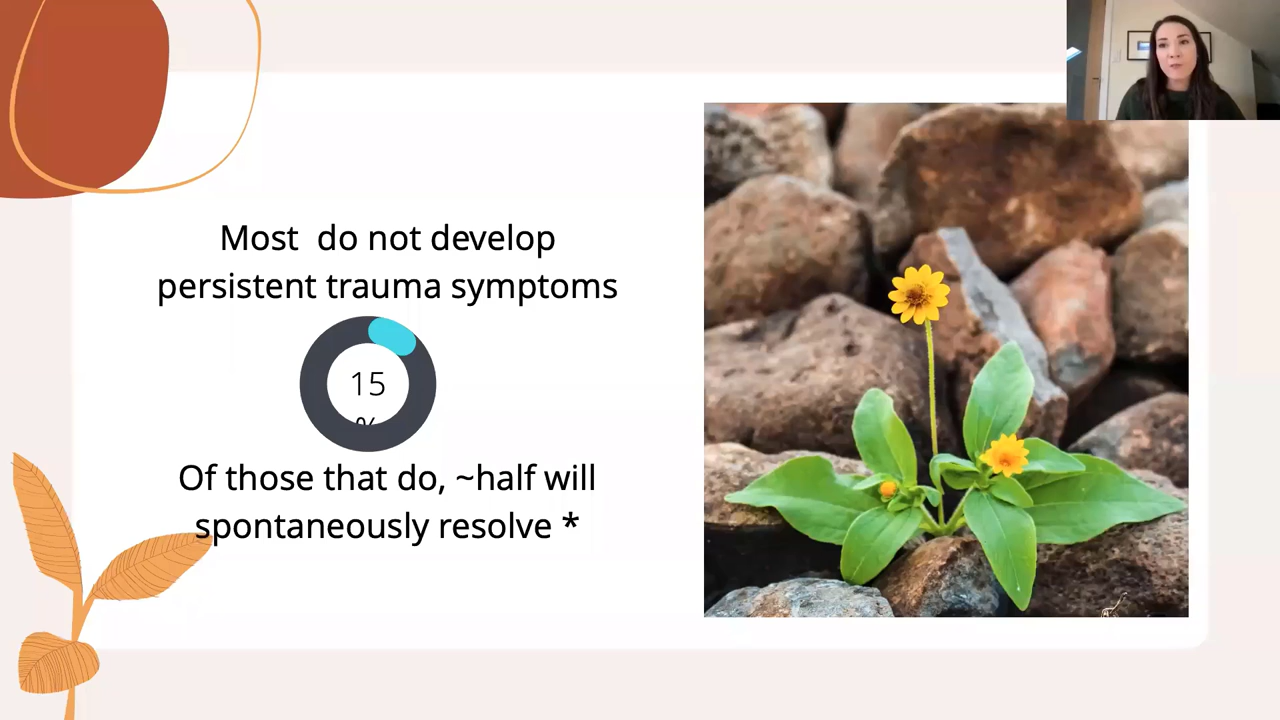 Most  do not develop
persistent trauma symptoms
15
%
Of those that do, ~half will
spontaneously resolve *